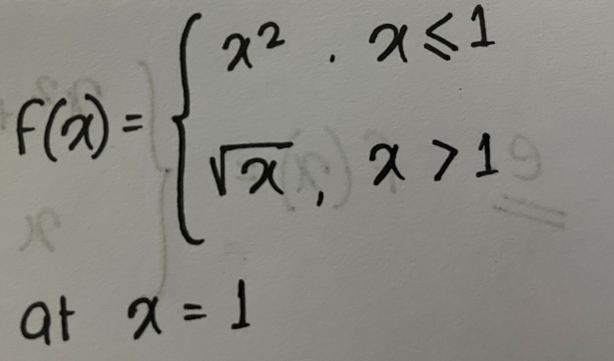 f(x) = { x² . x ≤ 1
√x, x > 1
at x = 1